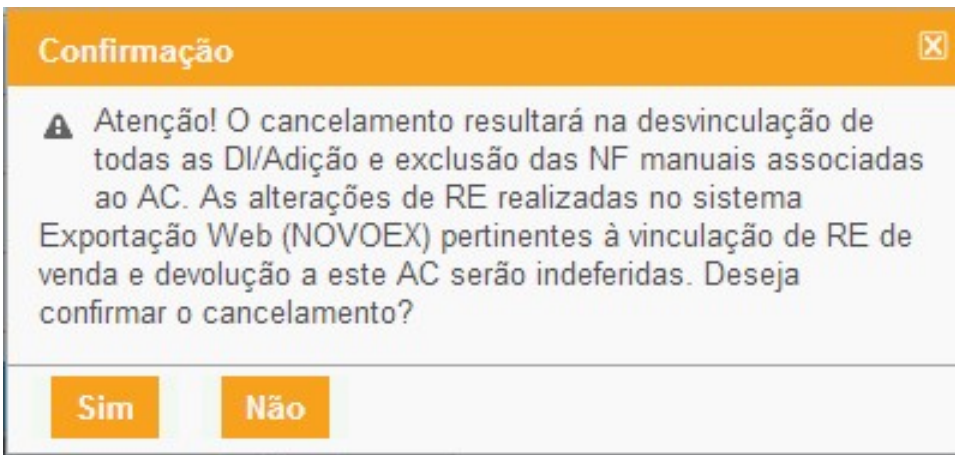 Confirmação
Atenção! O cancelamento resultará na desvinculação de
todas as DI/Adição e exclusão das NF manuais associadas
ao AC. As alterações de RE realizadas no sistema
Exportação Web (NOVOEX) pertinentes à vinculação de RE de
venda e devolução a este AC serão indeferidas. Deseja
confirmar o cancelamento?
Sim Não